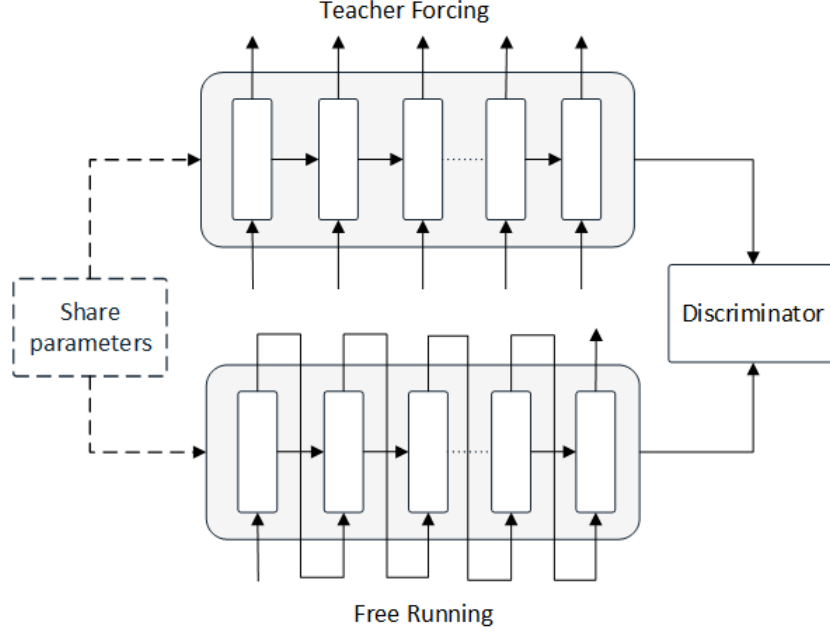 Teacher Forcing
Share
parameters
Discriminator
Free Running